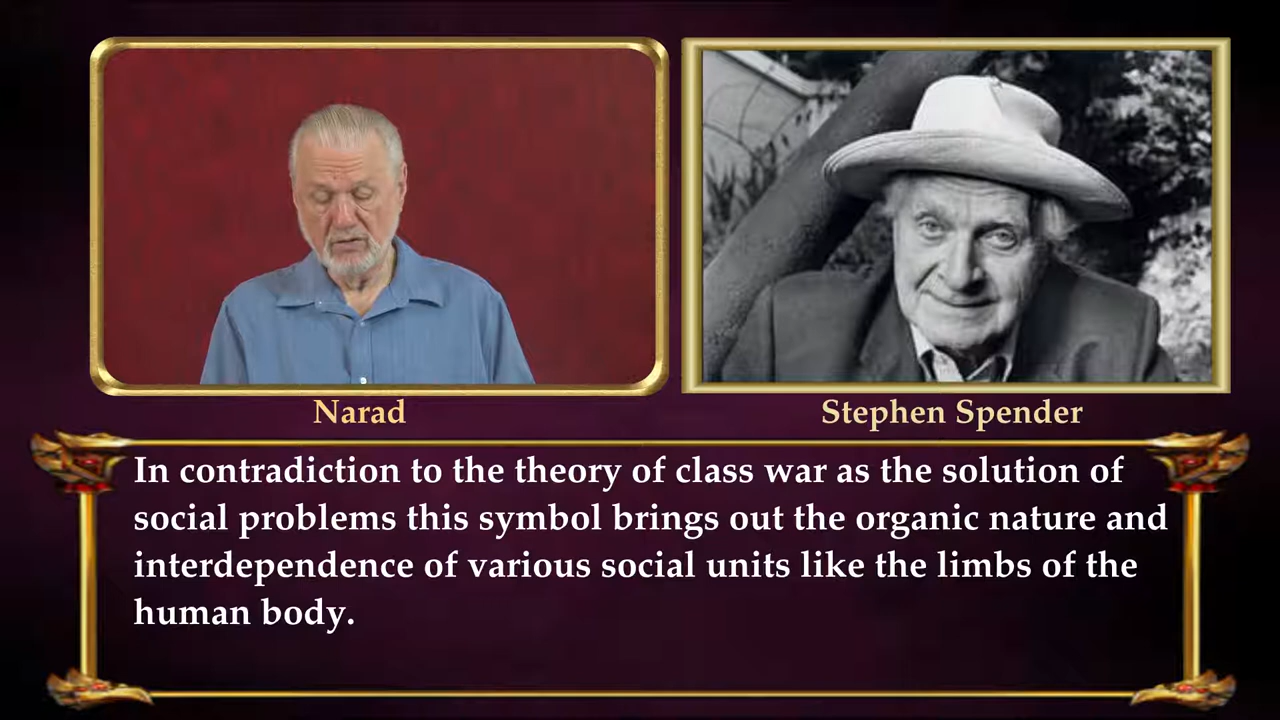 Narad
Stephen Spender
In contradiction to the theory of class war as the solution of
social problems this symbol brings out the organic nature and
interdependence of various social units like the limbs of the
human body.